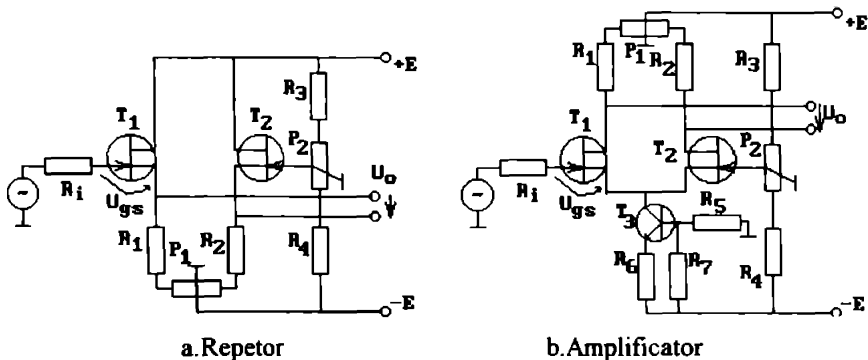 +E
R3
T1
T2
P2
Ri
Ugs
Uo
R1
P1
R2
R4
-E
a.Repetor
+E
R1
P1
R2
R3
Uo
T1
T2
P2
Ri
Ugs
T3
R5
R6
R7
R4
-E
b.Amplificator